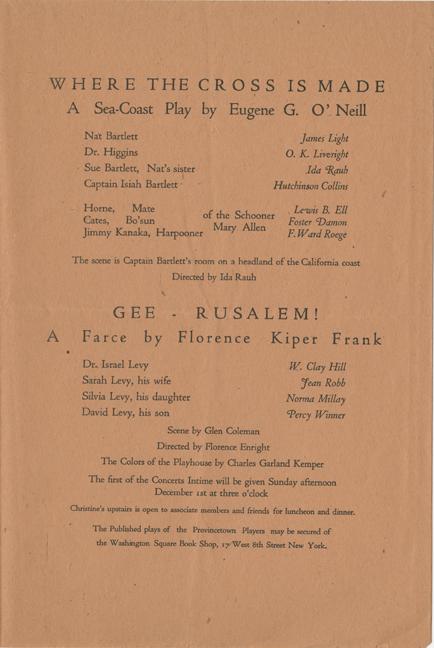 WHERE THE CROSS IS MADE
A Sea-Coast Play by Eugene G. O'Neill
Nat Bartlett James Light
Dr. Higgins O. K. Liveright
Sue Bartlett, Nat's sister Ida Rauh
Captain Isiah Bartlett Hutchinson Collins
Horne, Mate Lewis B. Ell
Cates, Bo'sun of the Schooner Foster Damon
Jimmy Kanaka, Harpooner Mary Allen F. Ward Roege
The scene is Captain Bartlett's room on a headland of the California coast
Directed by Ida Rauh
GEE - RUSALEM!
A Farce by Florence Kiper Frank
Dr. Israel Levy W. Clay Hill
Sarah Levy, his wife Jean Robb
Silvia Levy, his daughter Norma Millay
David Levy, his son Percy Winner
Scene by Glen Coleman
Directed by Florence Enright
The Colors of the Playhouse by Charles Garland Kemper
The first of the Concerts Intime will be given Sunday afternoon
December 1st at three o'clock
Christine's upstairs is open to associate members and friends for luncheon and dinner.
The Published plays of the Provincetown Players may be secured of
the Washington Square Book Shop, 17 West 8th Street New York.